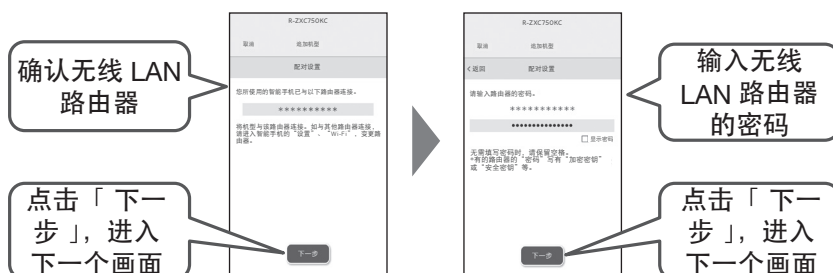 确认无线 LAN
路由器
点击「 下一
步 」，进入
下一个画面
R-ZXC750KC
取消
追加机型
配对设置
您所使用的智能手机已与以下路由器连接。
**********
将机型与该路由器连接。如与其他路由器连接，
请进入智能手机的“设置”、“Wi-Fi”、变更路
由器。
下一步
R-ZXC750KC
取消
追加机型
< 返回
配对设置
请输入路由器的密码。
***********
•••••••••••••••
显示密码
无需填写密码时，请保留空格。
*有的路由器的“密码”写有“加密密钥”
或“安全密钥”等。
下一步
输入无线
LAN 路由器
的密码
点击「 下一
步 」，进入
下一个画面